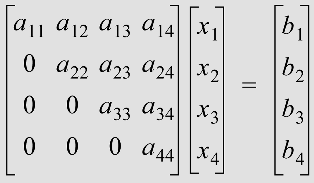 a₁₁ a₁₂ a₁₃ a₁₄ x₁ b₁
0 a₂₂ a₂₃ a₂₄ x₂ = b₂
0 0 a₃₃ a₃₄ x₃ b₃
0 0 0 a₄₄ x₄ b₄